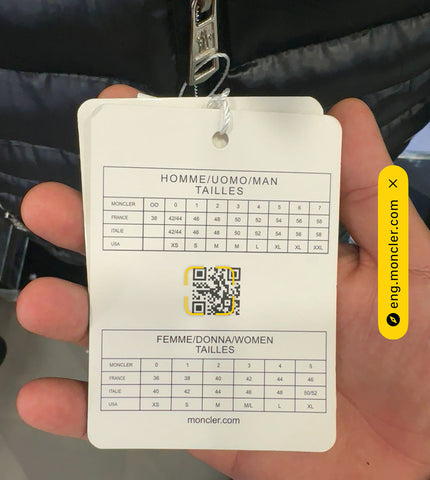 HOMME/UOMO/MAN
TAILLES
MONCLER OO 0 1 2 3 4 5 6 7
FRANCE 38 42/44 46 48 50 52 54 56 58
ITALIE 42/44 46 48 50 52 54 56 58
USA XS S M M L XL XL XXL
FEMME/DONNA/WOMEN
TAILLES
MONCLER 0 1 2 3 4 5
FRANCE 36 38 40 42 44 46
ITALIE 40 42 44 46 48 50/52
USA XS S M M/L L XL
moncler.com
eng.moncler.com